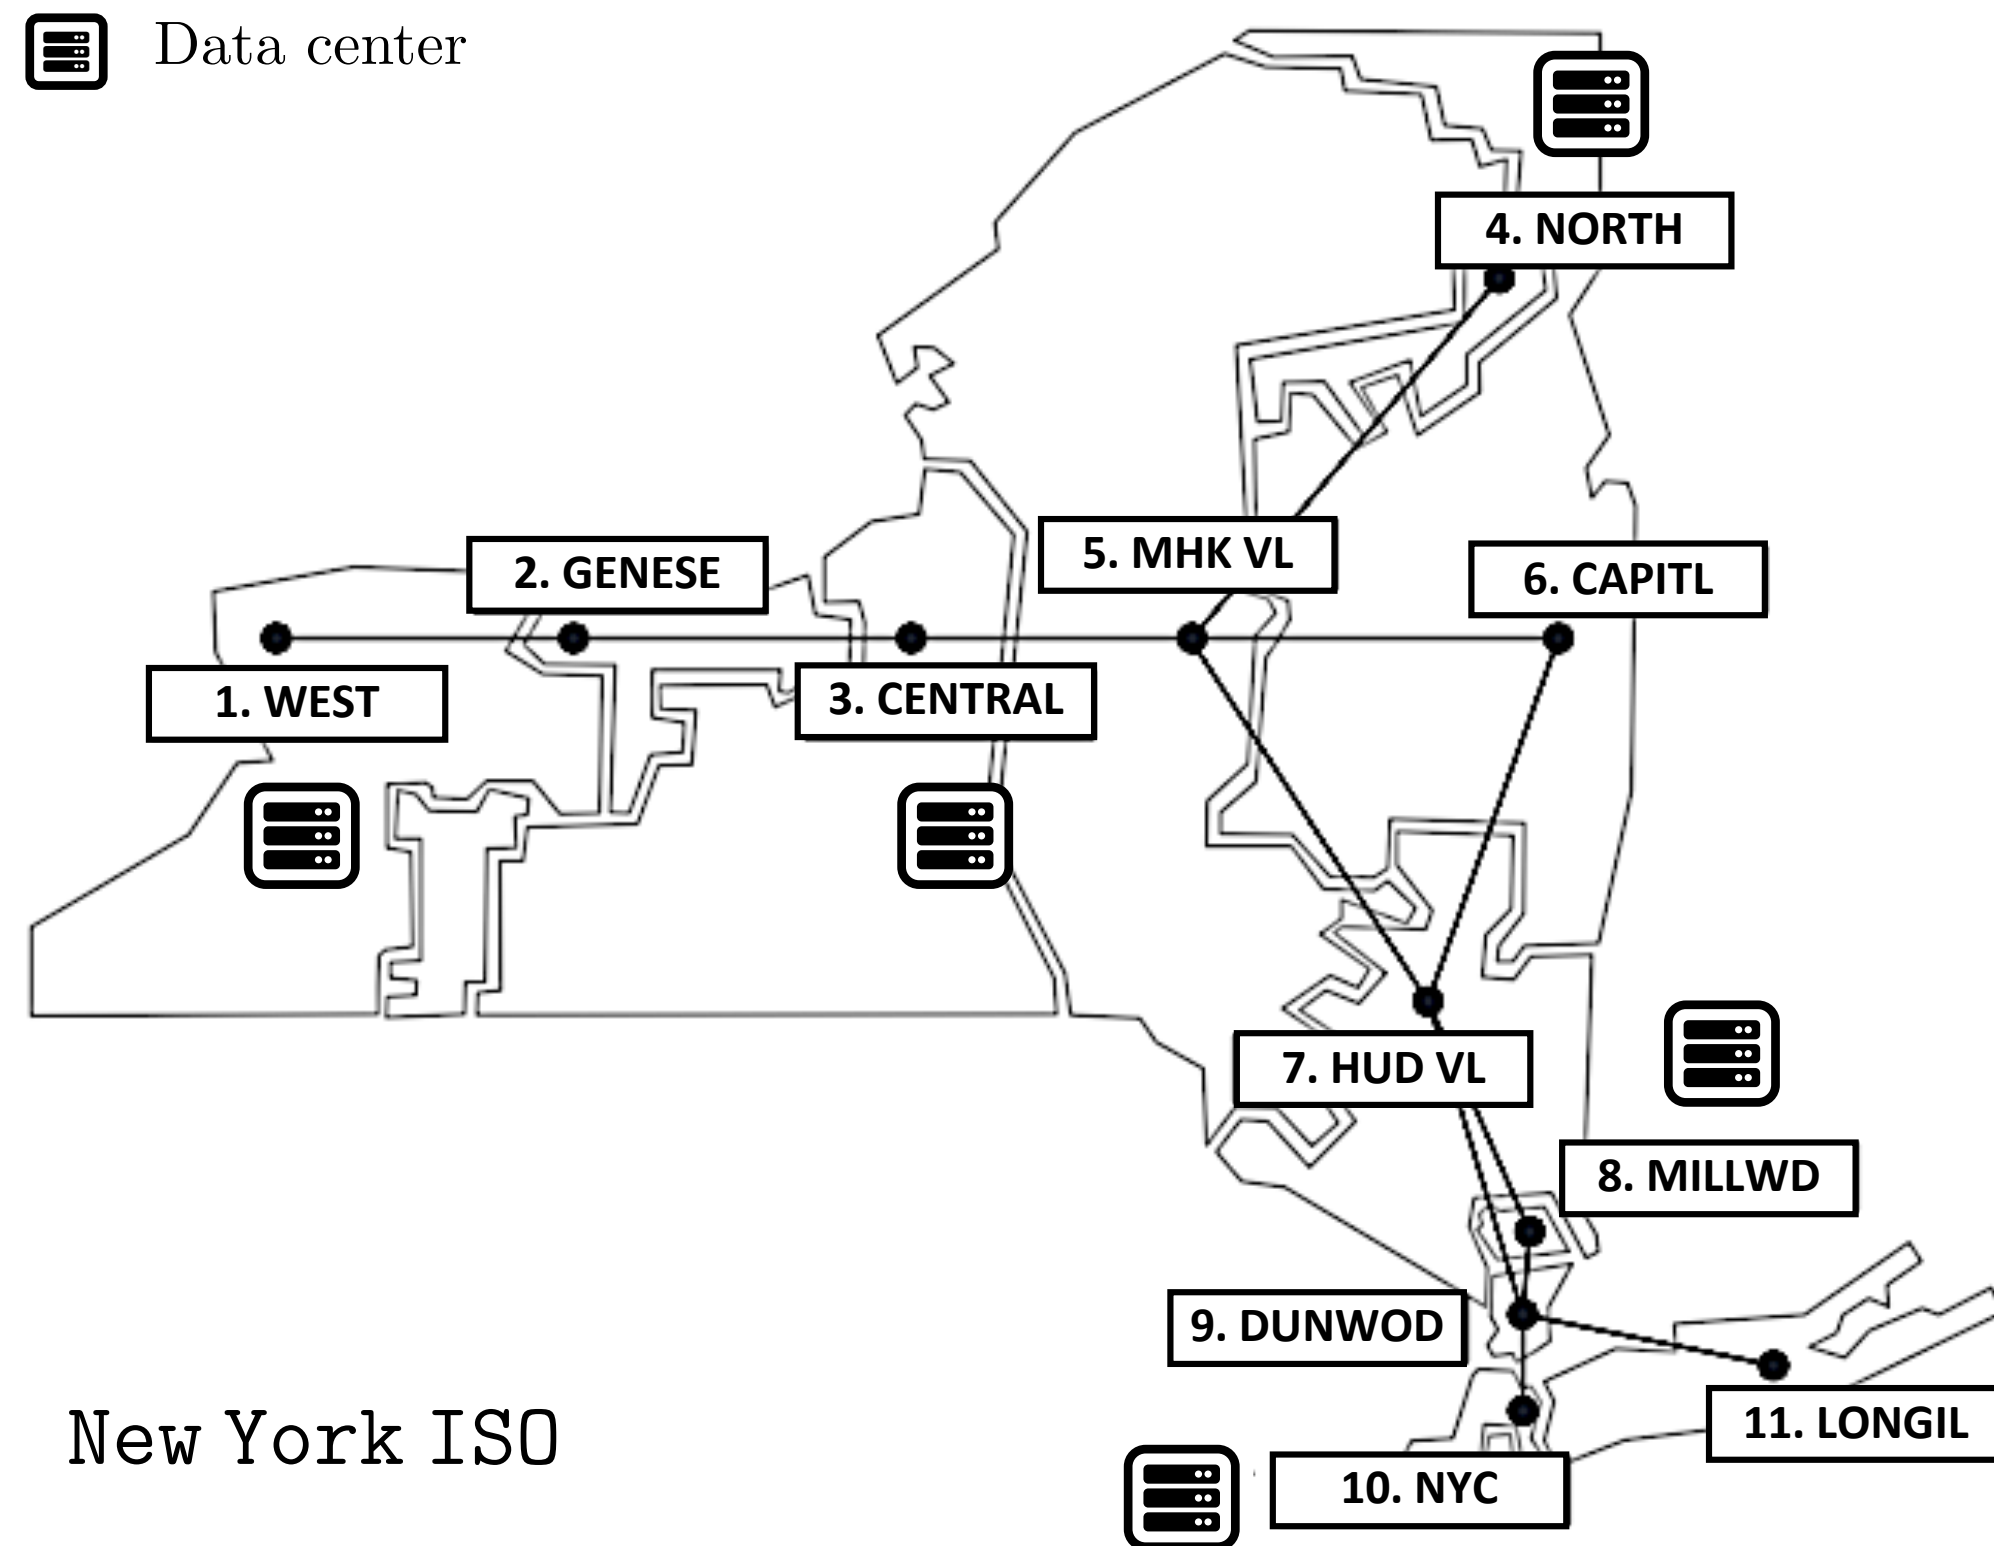 Data center
4. NORTH
5. MHK VL
2. GENESE
6. CAPITL
1. WEST
3. CENTRAL
7. HUD VL
8. MILLWD
9. DUNWOD
11. LONGIL
New York ISO
10. NYC